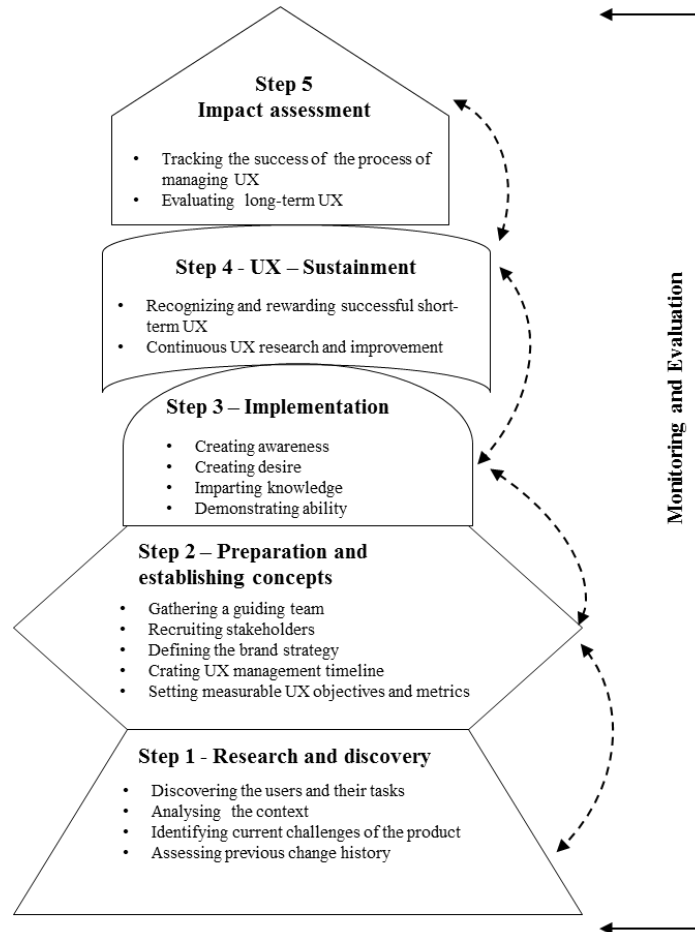 Step 5
Impact assessment
• Tracking the success of the process of
managing UX
• Evaluating long-term UX
Step 4 - UX – Sustainment
• Recognizing and rewarding successful short-
term UX
• Continuous UX research and improvement
Step 3 – Implementation
• Creating awareness
• Creating desire
• Imparting knowledge
• Demonstrating ability
Step 2 – Preparation and
establishing concepts
• Gathering a guiding team
• Recruiting stakeholders
• Defining the brand strategy
• Crating UX management timeline
• Setting measurable UX objectives and metrics
Step 1 - Research and discovery
• Discovering the users and their tasks
• Analysing the context
• Identifying current challenges of the product
• Assessing previous change history
Monitoring and Evaluation